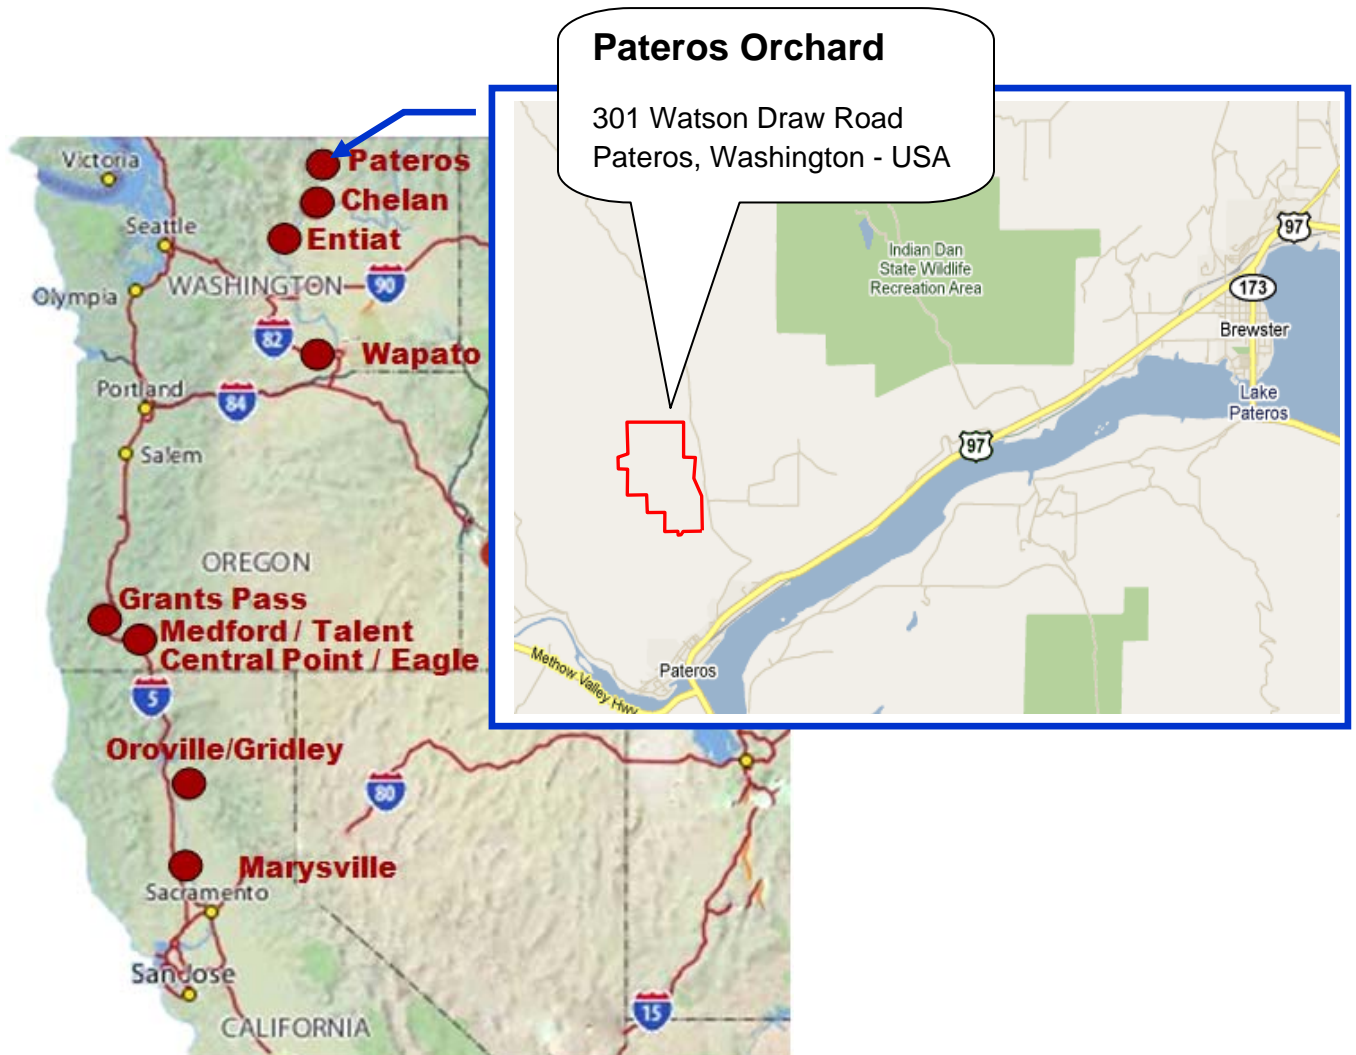 Pateros Orchard
301 Watson Draw Road
Pateros, Washington - USA
Victoria
Pateros
Chelan
Seattle
Entiat
Olympia
WASHINGTON
90
82
Wapato
Portland
84
Salem
OREGON
Grants Pass
Medford / Talent
Central Point / Eagle
5
Oroville/Gridley
80
Marysville
Sacramento
San Jose
15
CALIFORNIA
Indian Dan
State Wildlife
Recreation Area
97
173
Brewster
Lake
Pateros
97
Pateros
Methow Valley Hwy